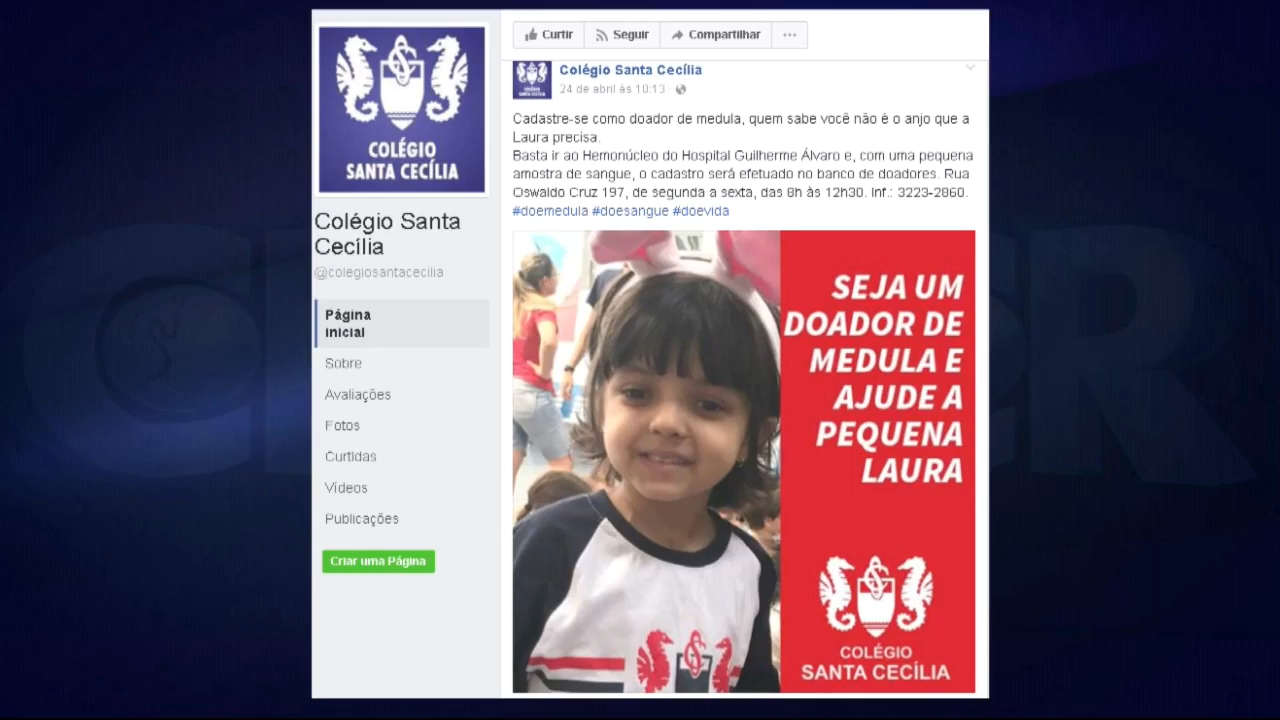 COLÉGIO
SANTA CECÍLIA
Colégio Santa
Cecília
@colegiosantacecilia
Página
inicial
Sobre
Avaliações
Fotos
Curtidas
Vídeos
Publicações
Criar uma Página
Curtir Seguir Compartilhar
Colégio Santa Cecília
24 de abril às 10:13
Cadastre-se como doador de medula, quem sabe você não é o anjo que a
Laura precisa.
Basta ir ao Hemonúcleo do Hospital Guilherme Álvaro e, com uma pequena
amostra de sangue, o cadastro será efetuado no banco de doadores. Rua
Oswaldo Cruz 197, de segunda a sexta, das 8h às 12h30. Inf.: 3223-2860.
#doemedula #doesangue #doevida
SEJA UM
DOADOR DE
MEDULA E
AJUDE A
PEQUENA
LAURA
COLÉGIO
SANTA CECÍLIA